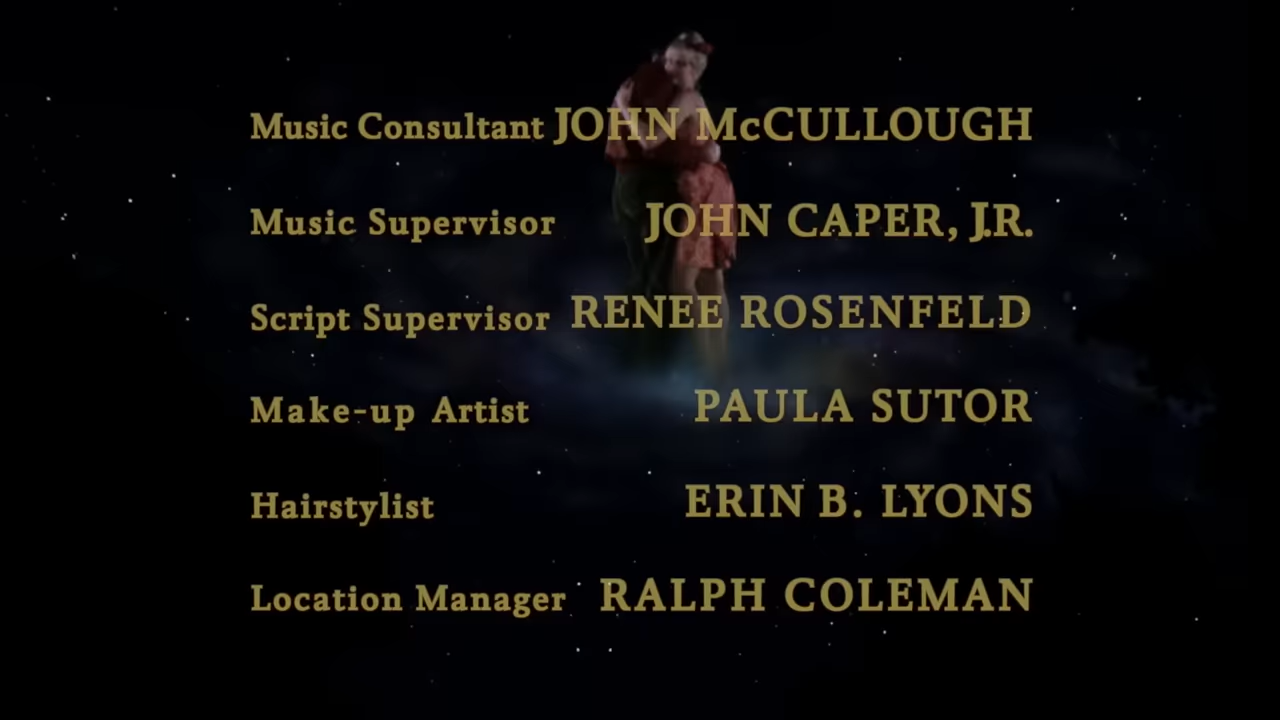 Music Consultant JOHN McCULLOUGH
Music Supervisor JOHN CAPER, JR.
Script Supervisor RENEE ROSENFELD
Make-up Artist PAULA SUTOR
Hairstylist ERIN B. LYONS
Location Manager RALPH COLEMAN